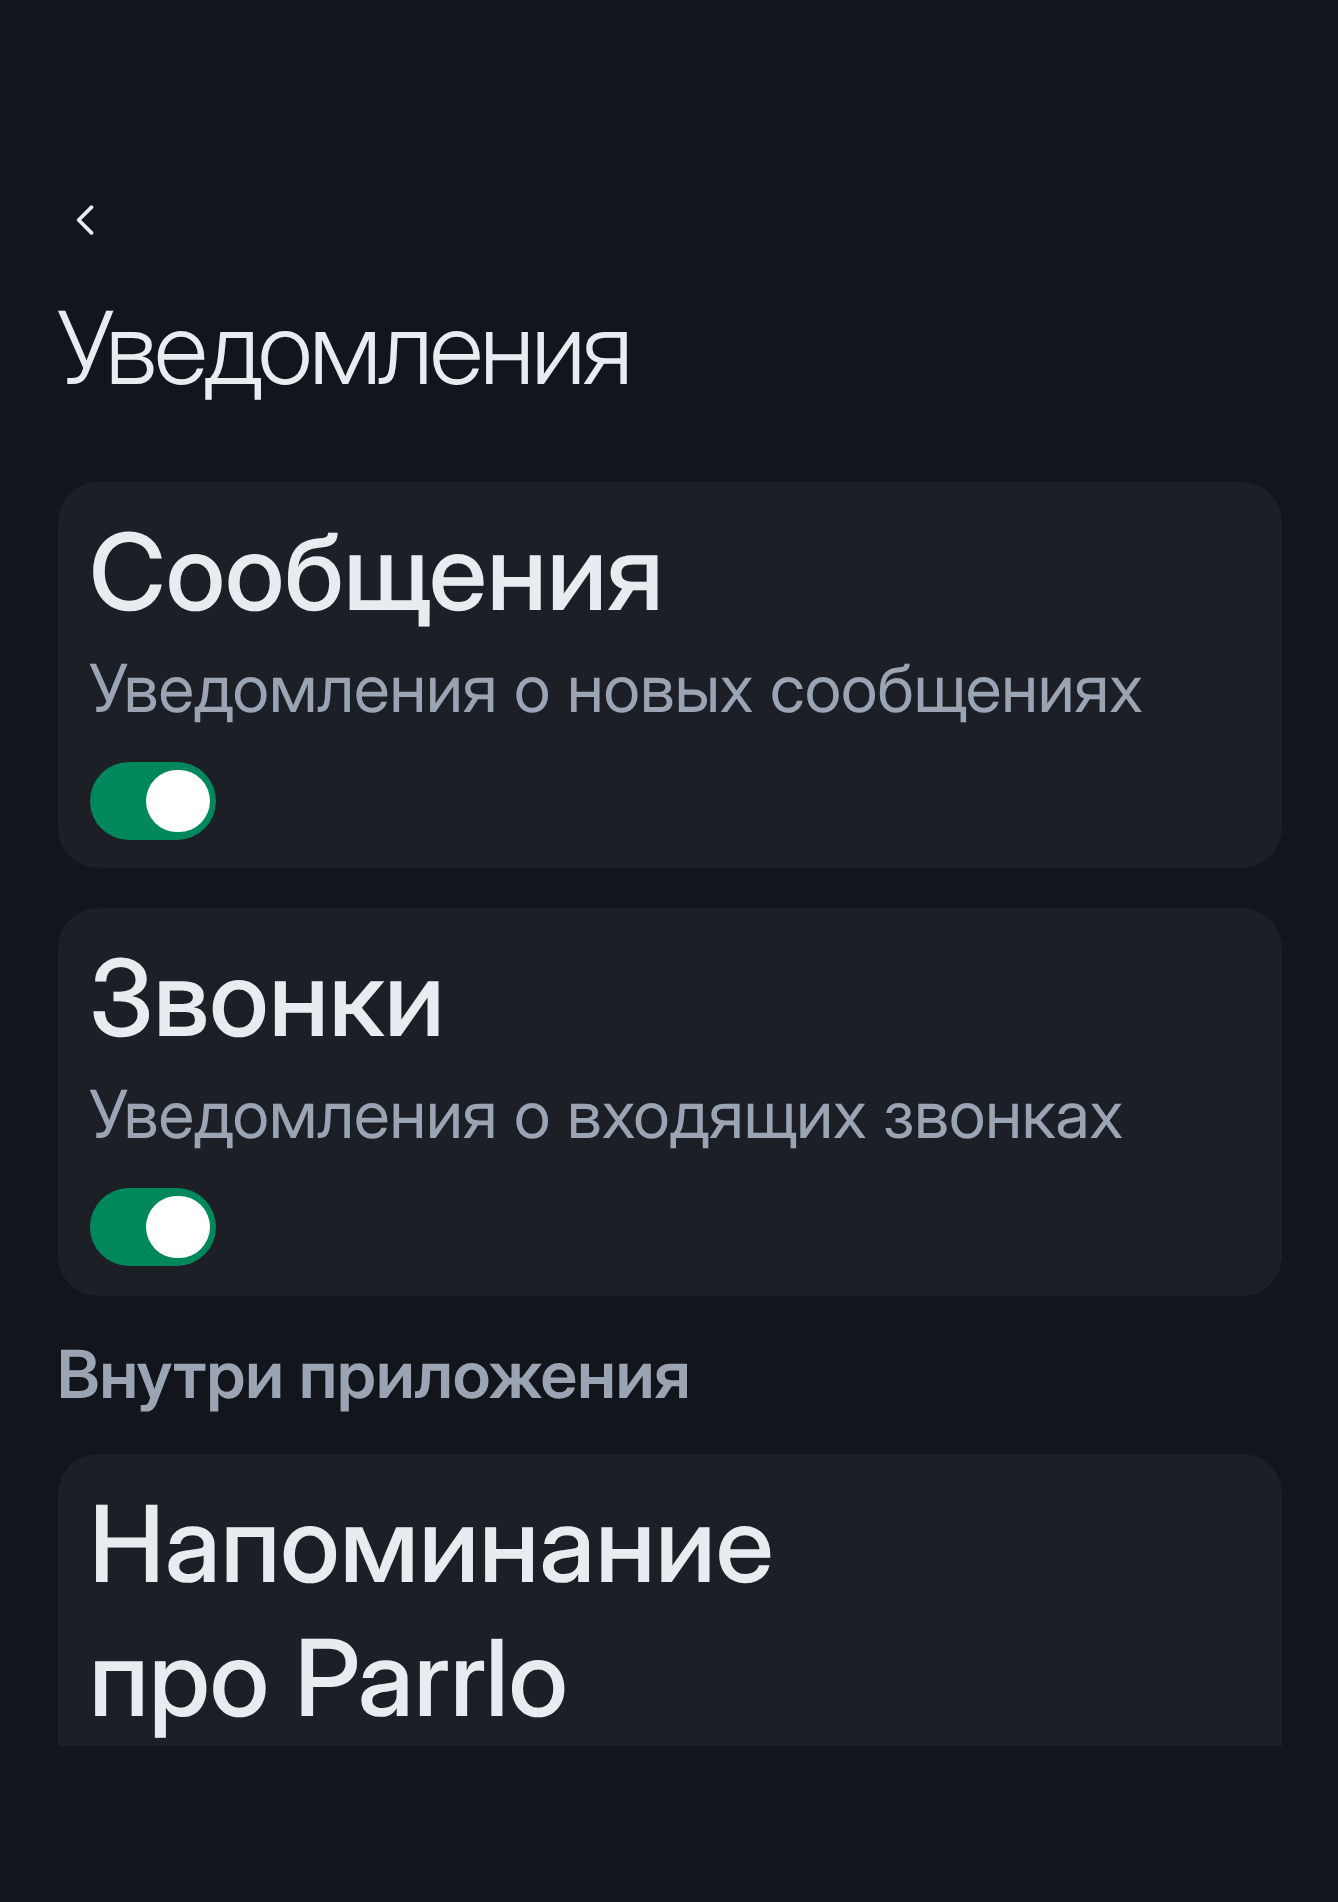 Уведомления
Сообщения
Уведомления о новых сообщениях
Звонки
Уведомления о входящих звонках
Внутри приложения
Напоминание
про Parrlo